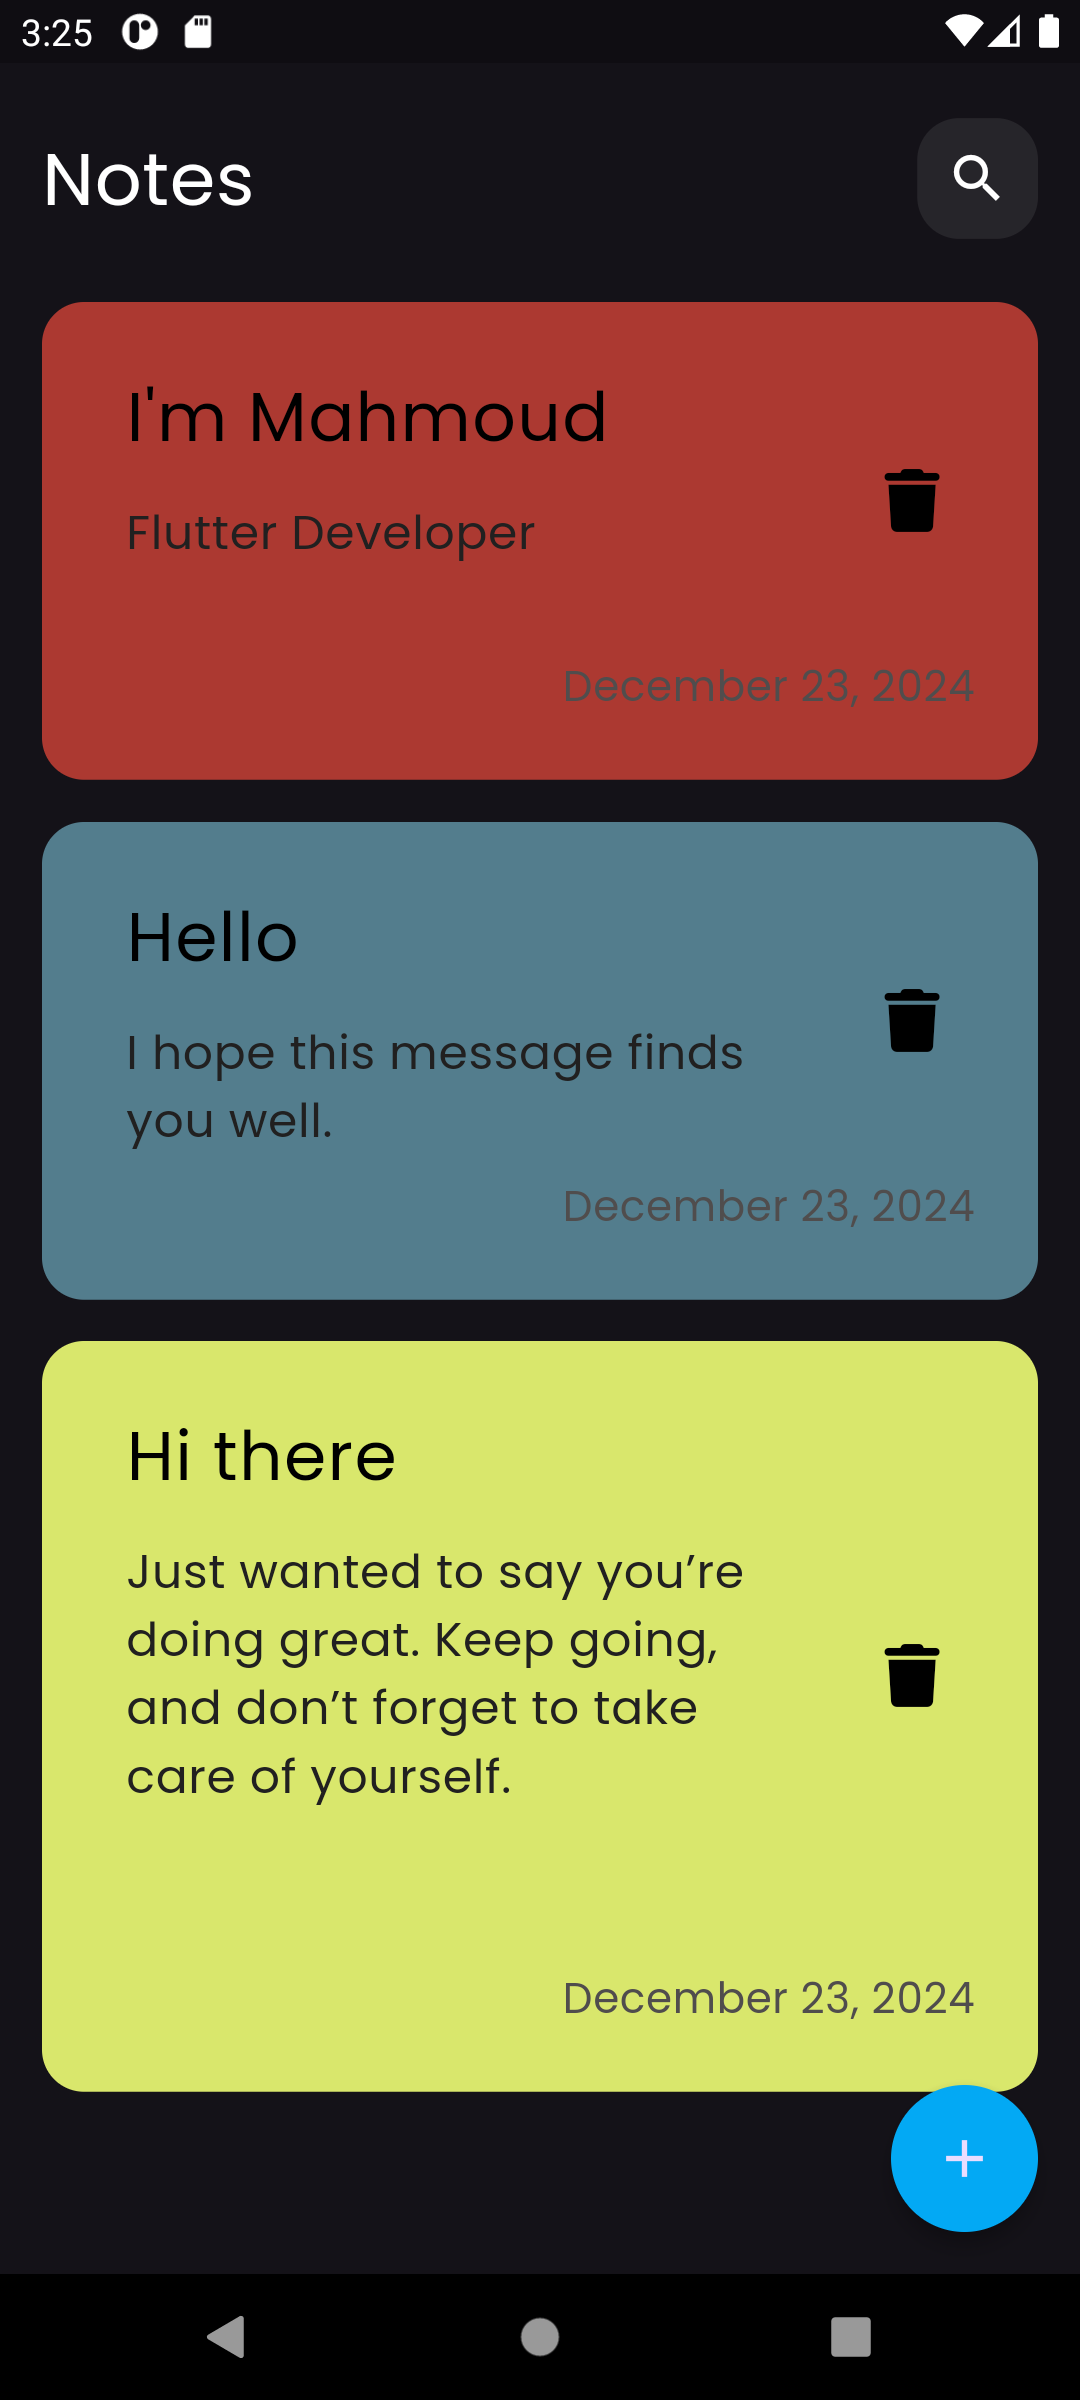 3:25
Notes
I'm Mahmoud
Flutter Developer
December 23, 2024
Hello
I hope this message finds
you well.
December 23, 2024
Hi there
Just wanted to say you’re
doing great. Keep going,
and don’t forget to take
care of yourself.
December 23, 2024